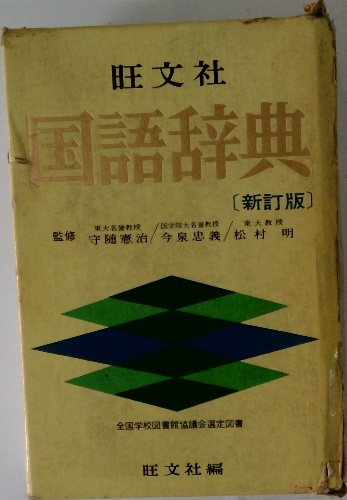 旺文社
国語辞典
〔新訂版〕
東大名誉教授 国学院大名誉教授 東大教授
監修 守随憲治/今泉忠義/松村明
全国学校図書館協議会選定図書
旺文社編